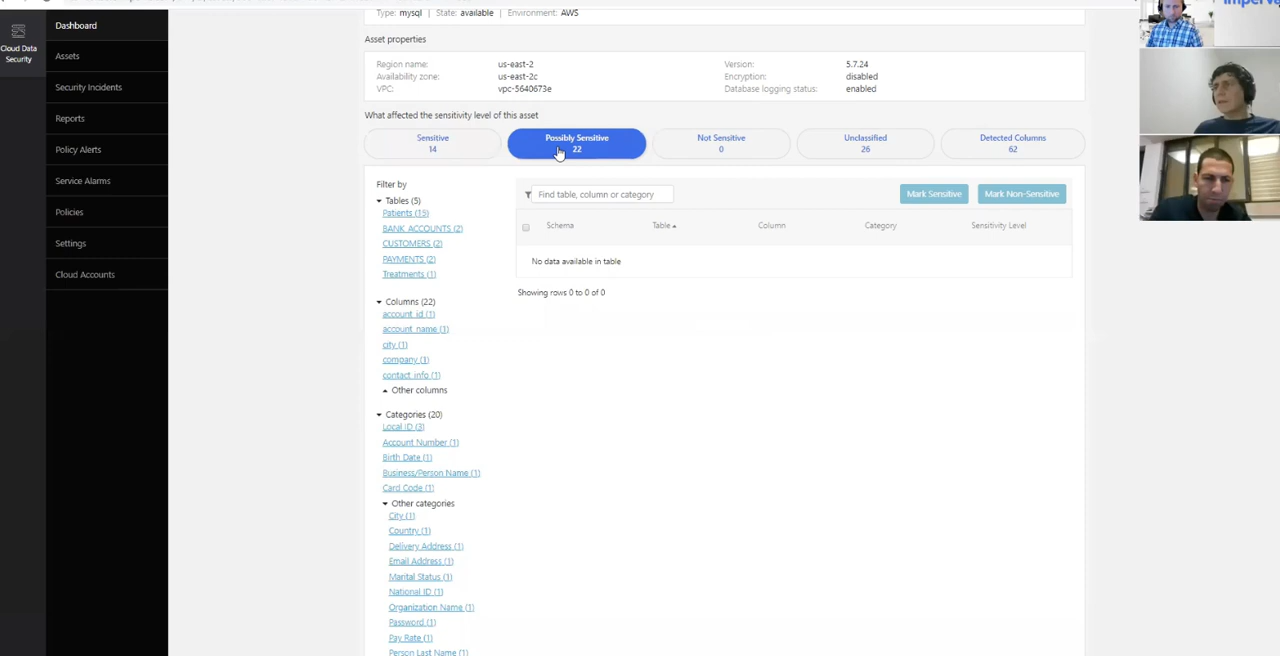 Type: mysql | State: available | Environment: AWS
Cloud Data
Security
Dashboard
Assets
Security Incidents
Reports
Policy Alerts
Service Alarms
Policies
Settings
Cloud Accounts
Asset properties
Region name: us-east-2 Version: 5.7.24
Availability zone: us-east-2c Encryption: disabled
VPC: vpc-5640673e Database logging status: enabled
What affected the sensitivity level of this asset
Sensitive
14
Possibly Sensitive
22
Not Sensitive
0
Unclassified
26
Detected Columns
62
Filter by
Tables (5)
Patients (15)
BANK_ACCOUNTS (2)
CUSTOMERS (2)
PAYMENTS (2)
Treatments (1)
Columns (22)
account_id (1)
account_name (1)
city (1)
company (1)
contact_info (1)
Other columns
Categories (20)
Local ID (3)
Account Number (1)
Birth Date (1)
Business/Person Name (1)
Card Code (1)
Other categories
City (1)
Country (1)
Delivery Address (1)
Email Address (1)
Marital Status (1)
National ID (1)
Organization Name (1)
Password (1)
Pay Rate (1)
Person Last Name (1)
Find table, column or category
Mark Sensitive
Mark Non-Sensitive
Schema Table Column Category Sensitivity Level
No data available in table
Showing rows 0 to 0 of 0